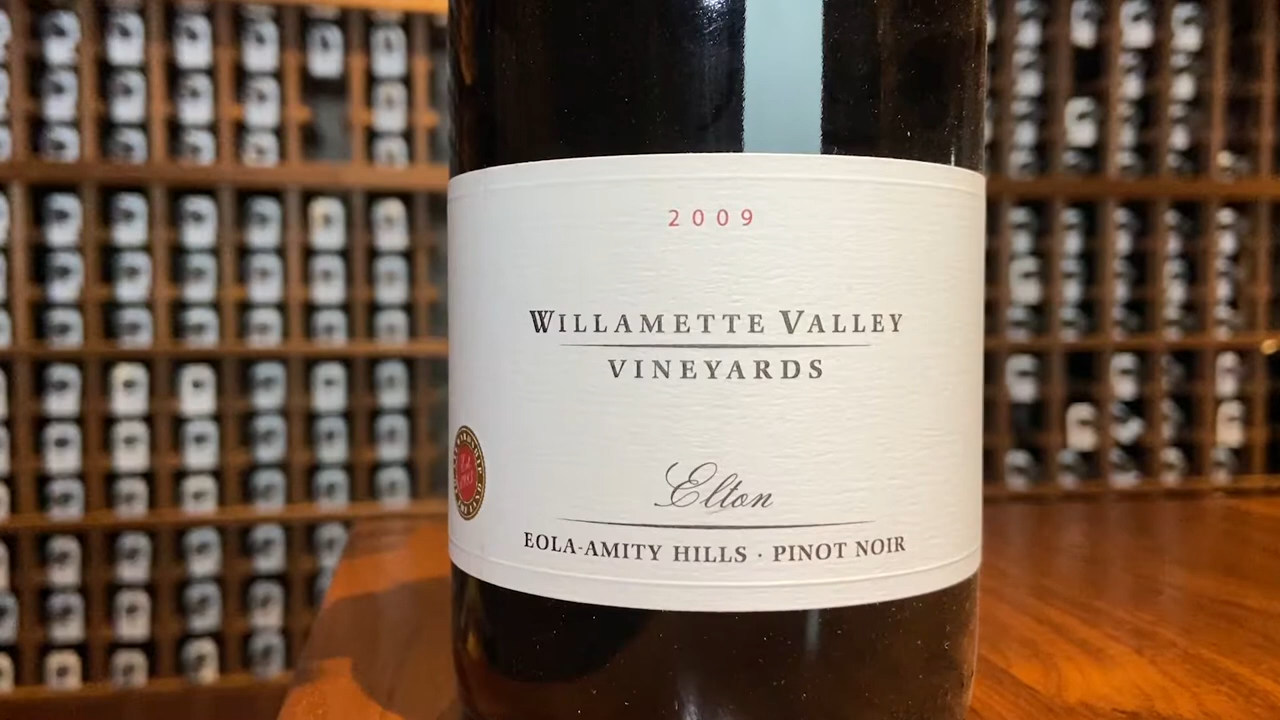 2009
WILLAMETTE VALLEY
VINEYARDS
Elton
EOLA-AMITY HILLS · PINOT NOIR